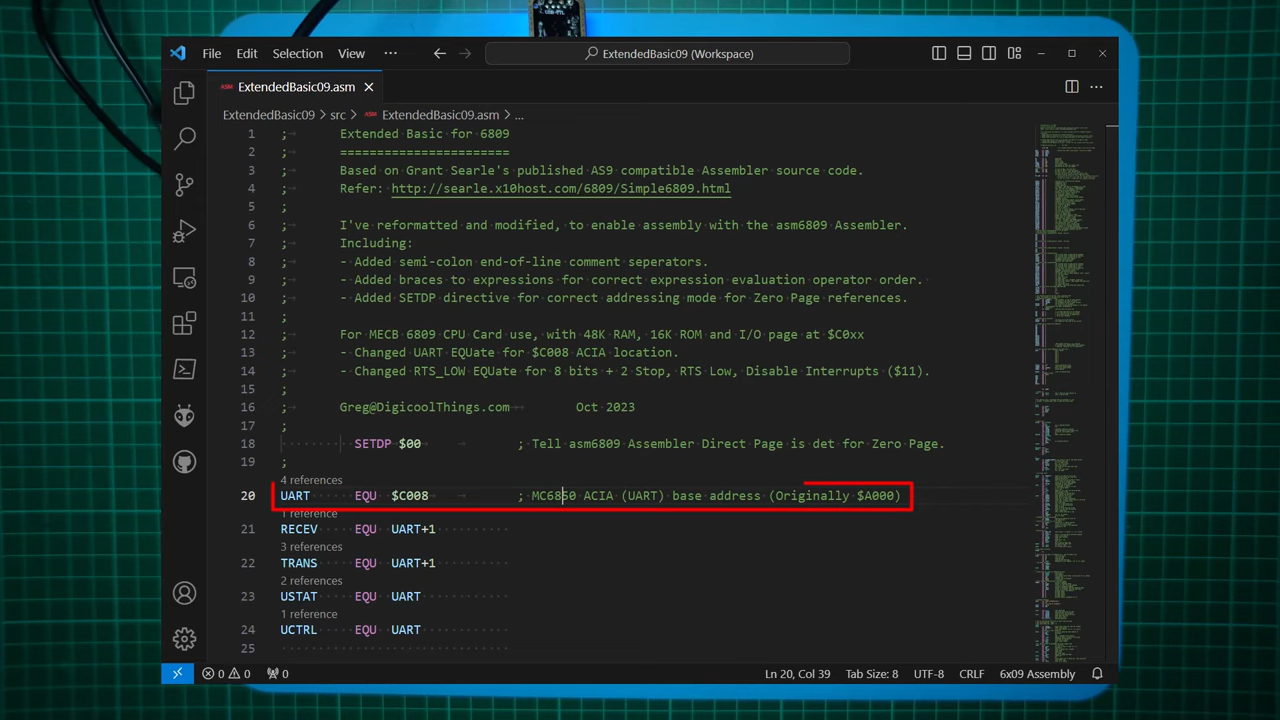 File Edit Selection View ··· ExtendedBasic09 (Workspace)
ASM ExtendedBasic09.asm
ExtendedBasic09 > src > ASM ExtendedBasic09.asm > ...
1 ; Extended Basic for 6809
2 ; =======================
3 ; Based on Grant Searle's published AS9 compatible Assembler source code.
4 ; Refer: http://searle.x10host.com/6809/Simple6809.html
5 ;
6 ; I've reformatted and modified, to enable assembly with the asm6809 Assembler.
7 ; Including:
8 ; - Added semi-colon end-of-line comment seperators.
9 ; - Added braces to expressions for correct expression evaluation operator order.
10 ; - Added SETDP directive for correct addressing mode for Zero Page references.
11 ;
12 ; For MECB 6809 CPU Card use, with 48K RAM, 16K ROM and I/O page at $C0xx
13 ; - Changed UART EQUate for $C008 ACIA location.
14 ; - Changed RTS_LOW EQUate for 8 bits + 2 Stop, RTS Low, Disable Interrupts ($11).
15 ;
16 ; Greg@DigicoolThings.com Oct 2023
17 ;
18 SETDP $00 ; Tell asm6809 Assembler Direct Page is det for Zero Page.
19 ;
4 references
20 UART EQU $C008 ; MC6850 ACIA (UART) base address (Originally $A000)
1 reference
21 RECEV EQU UART+1
3 references
22 TRANS EQU UART+1
2 references
23 USTAT EQU UART
1 reference
24 UCTRL EQU UART
25
0 0 0 Ln 20, Col 39 Tab Size: 8 UTF-8 CRLF 6x09 Assembly